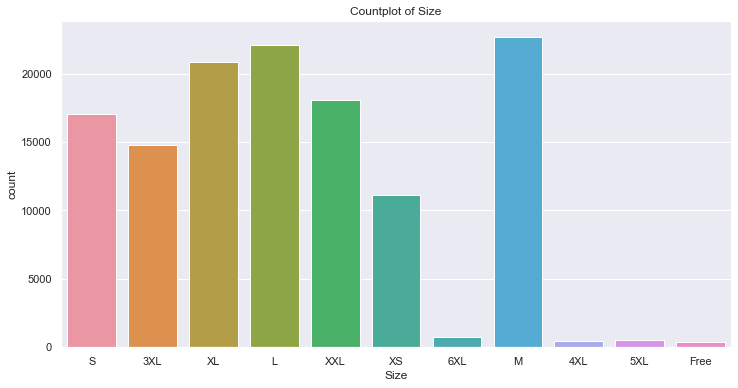 Countplot of Size
20000
15000
10000
5000
0
count
S 3XL XL L XXL XS 6XL M 4XL 5XL Free
Size